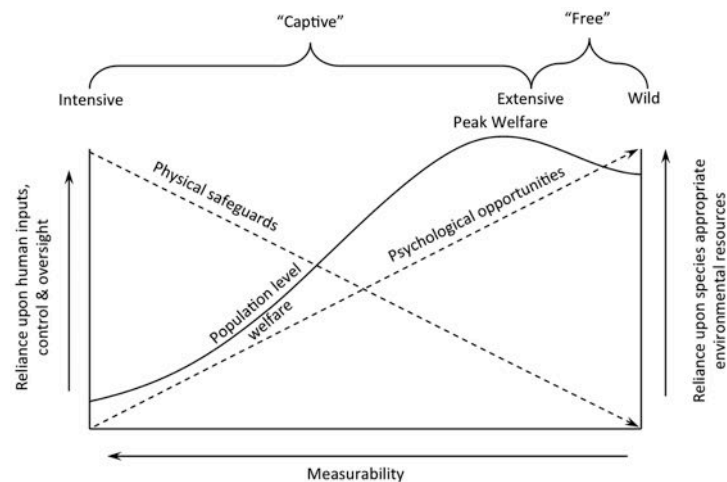 “Captive”
“Free”
Intensive
Extensive
Wild
Peak Welfare
Reliance upon human inputs,
control & oversight
Physical safeguards
Population level
welfare
Psychological opportunities
Reliance upon species appropriate
environmental resources
Measurability